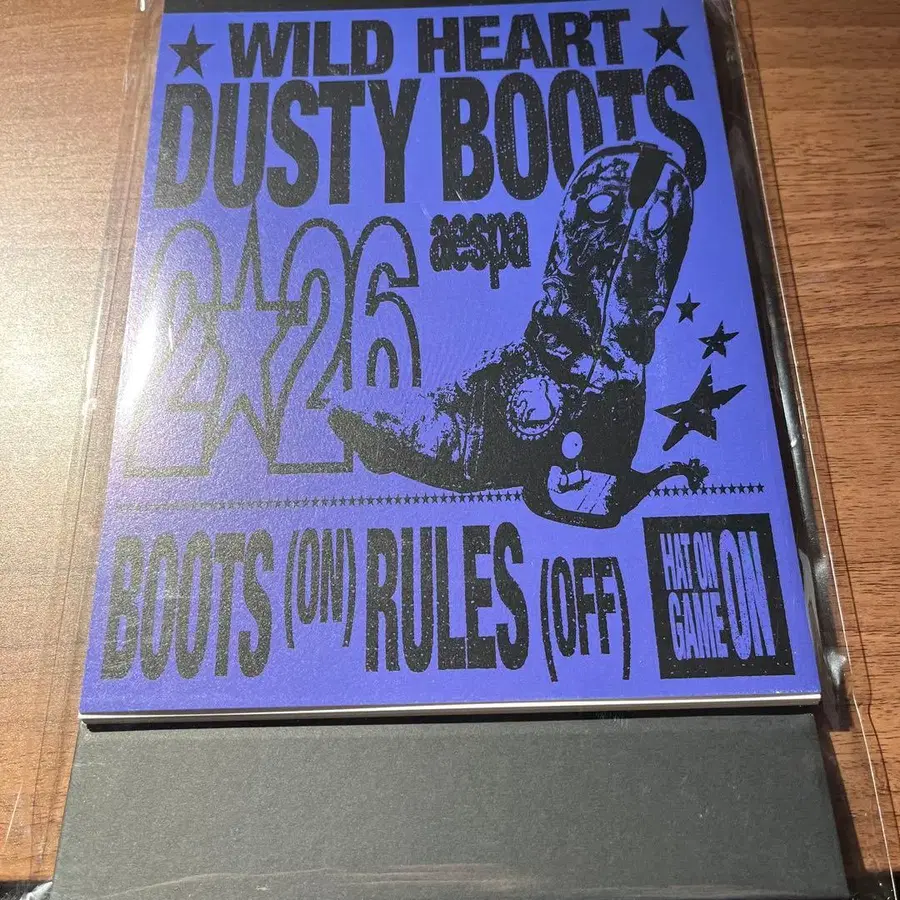 ★ WILD HEART ★
DUSTY BOOTS
aespa
2★26
BOOTS (ON) RULES (OFF)
HAT ON
GAME ON